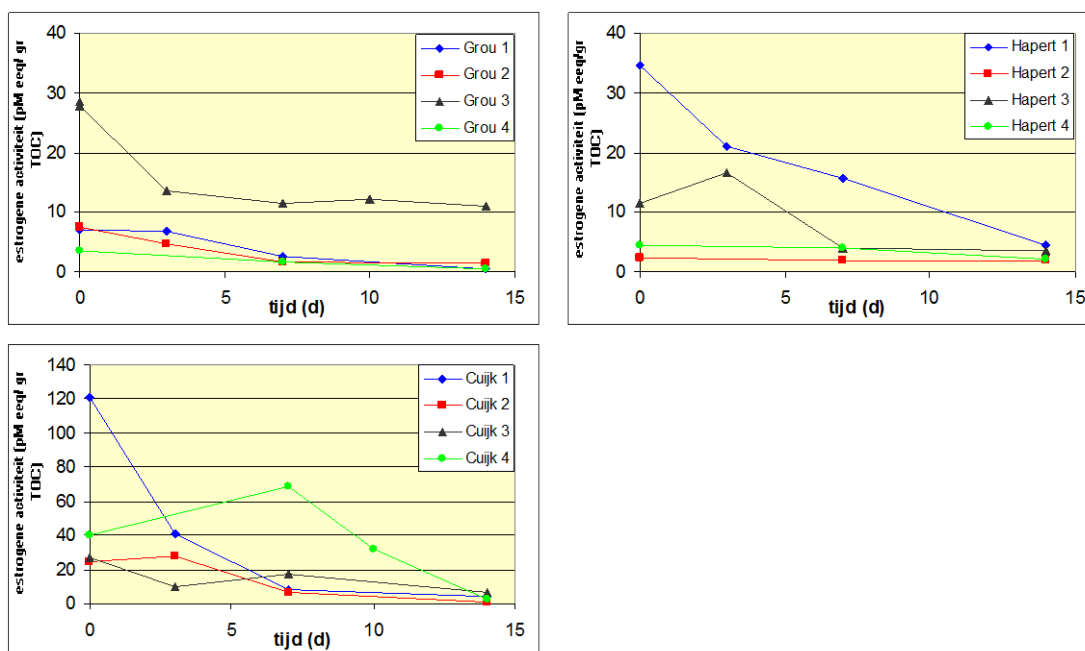 estrogene activiteit (pM eeq/ gr
TOC)
40
30
20
10
0
0
5
10
15
tijd (d)
Grou 1
Grou 2
Grou 3
Grou 4
estrogene activiteit (pM eeq/gr
TOC)
40
30
20
10
0
0
5
10
15
tijd (d)
Hapert 1
Hapert 2
Hapert 3
Hapert 4
estrogene activiteit (pM eeq/ gr
TOC)
140
120
100
80
60
40
20
0
0
5
10
15
tijd (d)
Cuijk 1
Cuijk 2
Cuijk 3
Cuijk 4